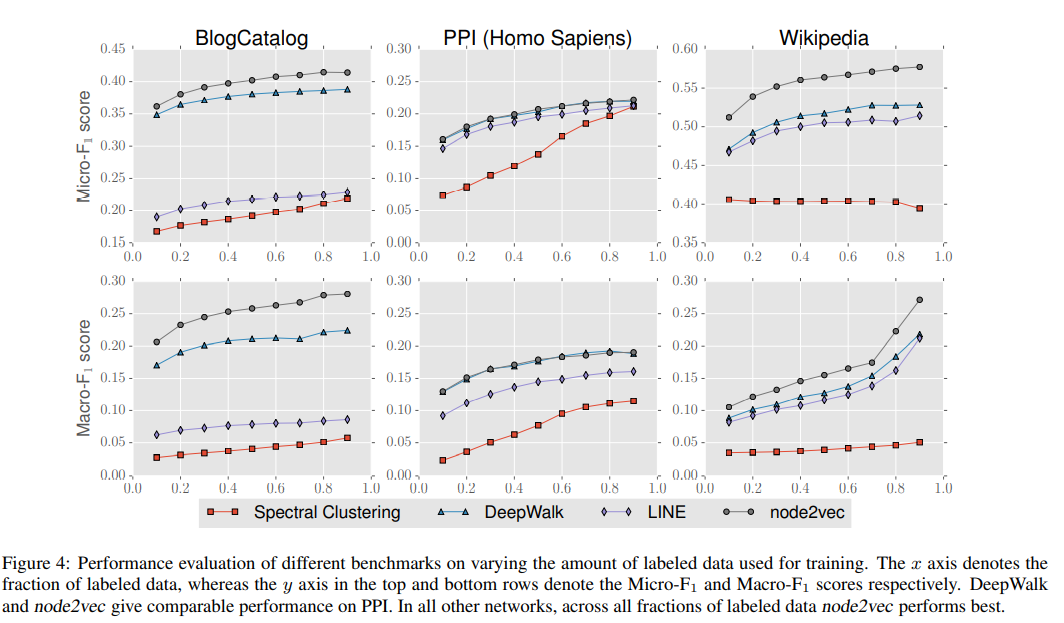 BlogCatalog
PPI (Homo Sapiens)
Wikipedia
Micro-F1 score
0.45
0.40
0.35
0.30
0.25
0.20
0.15
0.0 0.2 0.4 0.6 0.8 1.0
0.30
0.25
0.20
0.15
0.10
0.05
0.00
0.0 0.2 0.4 0.6 0.8 1.0
0.60
0.55
0.50
0.45
0.40
0.35
0.0 0.2 0.4 0.6 0.8 1.0
Macro-F1 score
0.30
0.25
0.20
0.15
0.10
0.05
0.00
0.0 0.2 0.4 0.6 0.8 1.0
0.30
0.25
0.20
0.15
0.10
0.05
0.00
0.0 0.2 0.4 0.6 0.8 1.0
0.30
0.25
0.20
0.15
0.10
0.05
0.00
0.0 0.2 0.4 0.6 0.8 1.0
Spectral Clustering DeepWalk LINE node2vec
Figure 4: Performance evaluation of different benchmarks on varying the amount of labeled data used for training. The x axis denotes the
fraction of labeled data, whereas the y axis in the top and bottom rows denote the Micro-F1 and Macro-F1 scores respectively. DeepWalk
and node2vec give comparable performance on PPI. In all other networks, across all fractions of labeled data node2vec performs best.